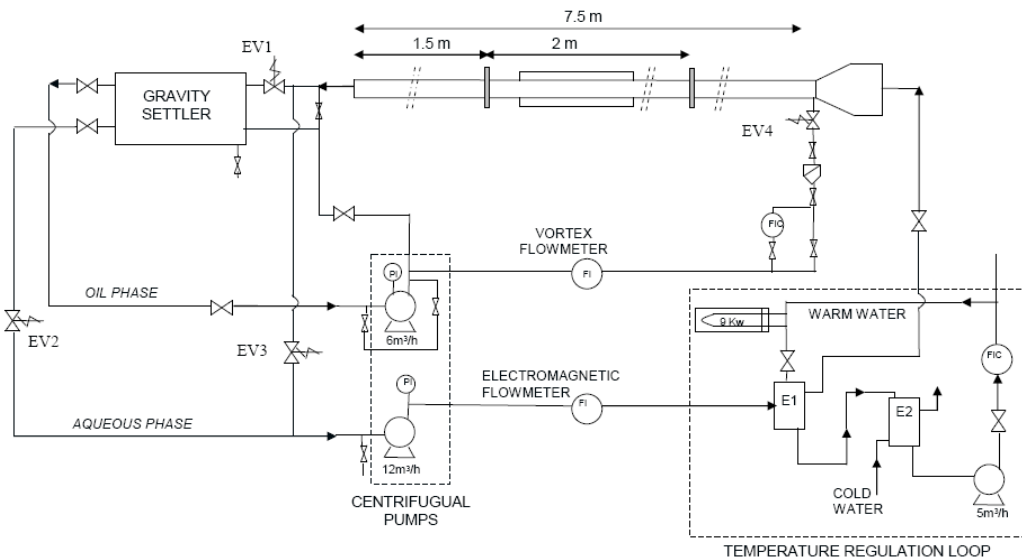 7.5 m
1.5 m
2 m
EV1
GRAVITY
SETTLER
EV4
FIC
VORTEX
FLOWMETER
PI
FI
OIL PHASE
EV2
6m³/h
EV3
WARM WATER
9 Kw
FIC
ELECTROMAGNETIC
FLOWMETER
PI
FI
E1
E2
AQUEOUS PHASE
12m³/h
COLD
WATER
5m³/h
CENTRIFUGUAL
PUMPS
TEMPERATURE REGULATION LOOP